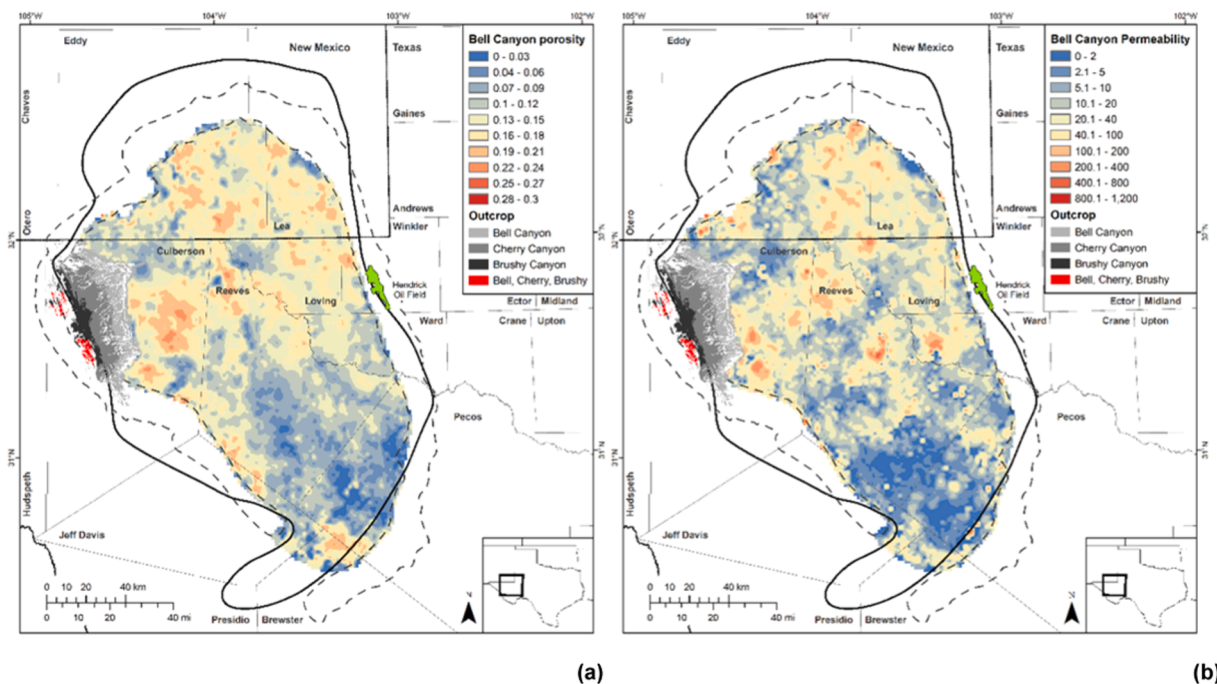 105°W
104°W
103°W
102°W
Eddy
New Mexico
Texas
Chaves
Gaines
Otero
Andrews
Winkler
32°N
Lea
Culberson
Reeves
Loving
Hendrick
Oil Field
Ector
Midland
Ward
Crane
Upton
Pecos
31°N
Hudspeth
Jeff Davis
Presidio
Brewster
Bell Canyon porosity
0 - 0.03
0.04 - 0.06
0.07 - 0.09
0.1 - 0.12
0.13 - 0.15
0.16 - 0.18
0.19 - 0.21
0.22 - 0.24
0.25 - 0.27
0.28 - 0.3
Outcrop
Bell Canyon
Cherry Canyon
Brushy Canyon
Bell, Cherry, Brushy
0 10 20 40 km
0 10 20 40 mi
N
(a)
105°W
104°W
103°W
102°W
Eddy
New Mexico
Texas
Chaves
Gaines
Otero
Andrews
Winkler
32°N
Lea
Culberson
Reeves
Loving
Hendrick
Oil Field
Ector
Midland
Ward
Crane
Upton
Pecos
31°N
Hudspeth
Jeff Davis
Presidio
Brewster
Bell Canyon Permeability
0 - 2
2.1 - 5
5.1 - 10
10.1 - 20
20.1 - 40
40.1 - 100
100.1 - 200
200.1 - 400
400.1 - 800
800.1 - 1,200
Outcrop
Bell Canyon
Cherry Canyon
Brushy Canyon
Bell, Cherry, Brushy
0 10 20 40 km
0 10 20 40 mi
N
(b)